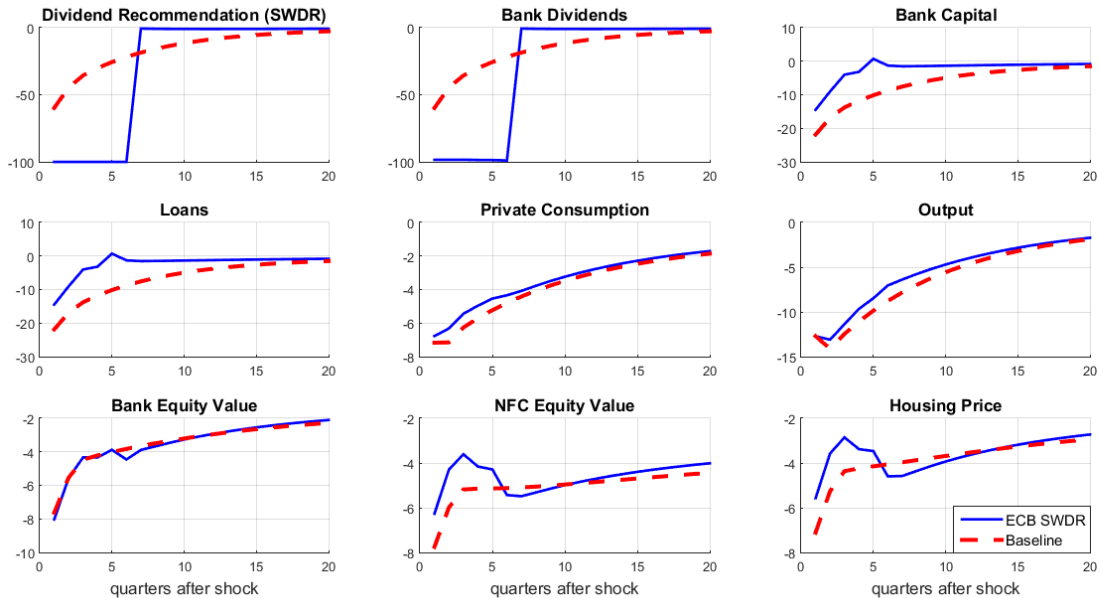 Dividend Recommendation (SWDR)
0
-50
-100
0 5 10 15 20
Bank Dividends
0
-50
-100
0 5 10 15 20
Bank Capital
10
0
-10
-20
-30
0 5 10 15 20
Loans
10
0
-10
-20
-30
0 5 10 15 20
Private Consumption
0
-2
-4
-6
-8
0 5 10 15 20
Output
0
-5
-10
-15
0 5 10 15 20
Bank Equity Value
-2
-4
-6
-8
-10
0 5 10 15 20
quarters after shock
NFC Equity Value
-2
-4
-6
-8
0 5 10 15 20
quarters after shock
Housing Price
-2
-4
-6
-8
0 5 10 15 20
quarters after shock
ECB SWDR
Baseline